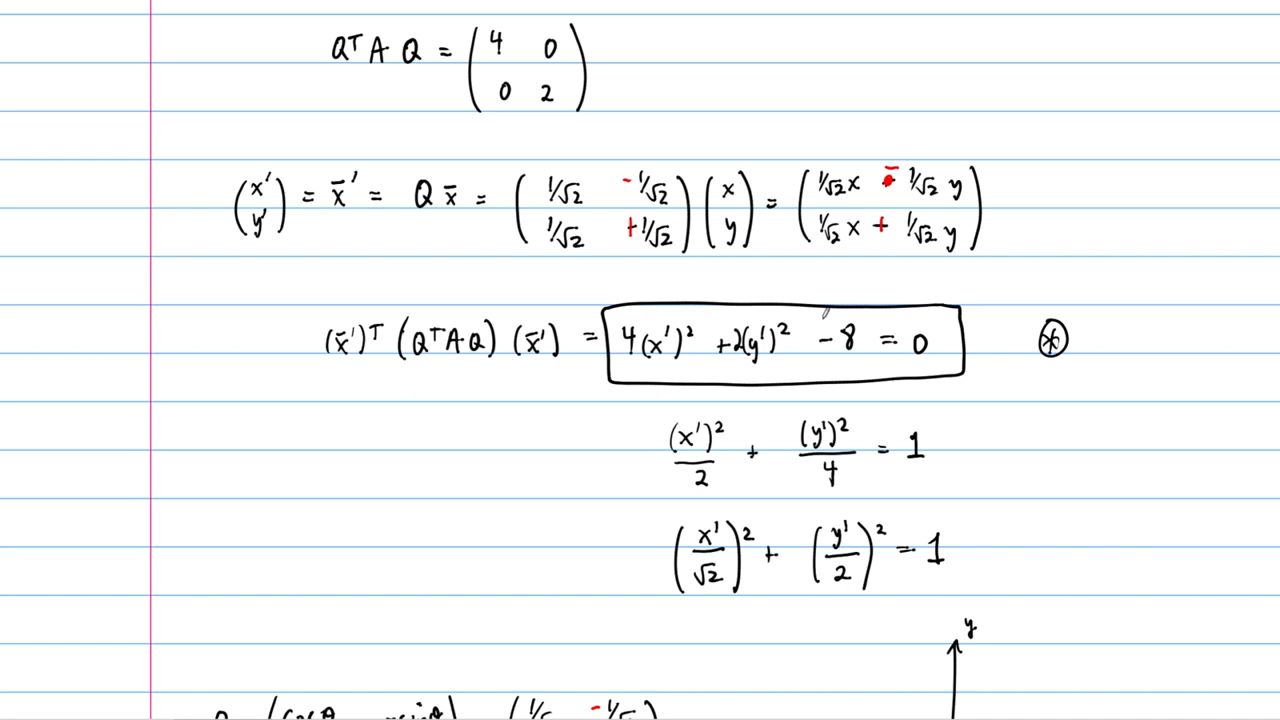 QᵀAQ = (4 0
0 2)
(x′ y′) = x̄′ = Q x̄ = (1/√2 -1/√2
1/√2 +1/√2) (x y) = (1/√2 x - 1/√2 y
1/√2 x + 1/√2 y)
(x̄′)ᵀ (QᵀAQ) (x̄′) = 4(x′)² + 2(y′)² - 8 = 0 ⊛
(x′)²/2 + (y′)²/4 = 1
(x′/√2)² + (y′/2)² = 1
y